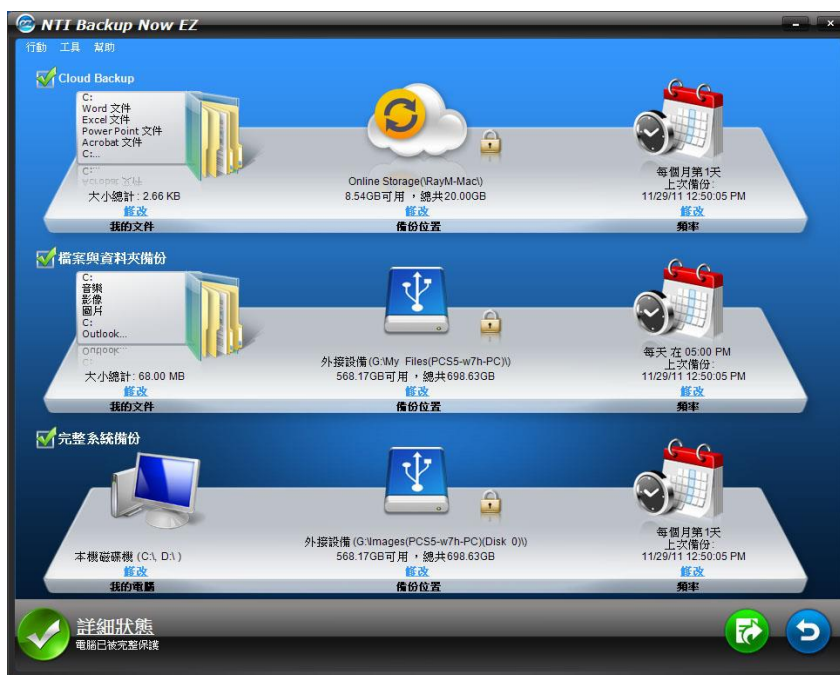 NTI Backup Now EZ
行動 工具 幫助
Cloud Backup
C:
Word 文件
Excel 文件
Power Point 文件
Acrobat 文件
C:...
大小總計: 2.66 KB
修改
我的文件
Online Storage(\RayM-Mac\)
8.54GB可用 ，總共20.00GB
修改
備份位置
每個月第1天
上次備份:
11/29/11 12:50:05 PM
修改
頻率
檔案與資料夾備份
C:
音樂
影像
圖片
C:
Outlook...
大小總計: 68.00 MB
修改
我的文件
外接設備(G:\My Files(PCS5-w7h-PC)\)
568.17GB可用 ，總共698.63GB
修改
備份位置
每天 在 05:00 PM
上次備份:
11/29/11 12:50:05 PM
修改
頻率
完整系統備份
本機磁碟機 (C:\, D:\ )
修改
我的電腦
外接設備 (G:\Images(PCS5-w7h-PC)(Disk 0)\)
568.17GB可用 ，總共698.63GB
修改
備份位置
每個月第1天
上次備份:
11/29/11 12:50:05 PM
修改
頻率
詳細狀態
電腦已被完整保護